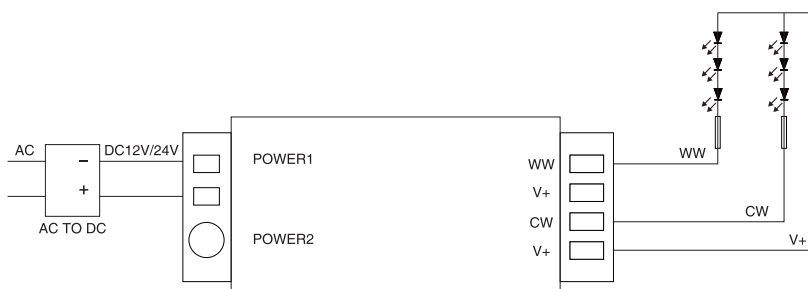 AC
DC12V/24V
−
+
AC TO DC
POWER1
POWER2
WW
V+
CW
V+
WW
CW
V+